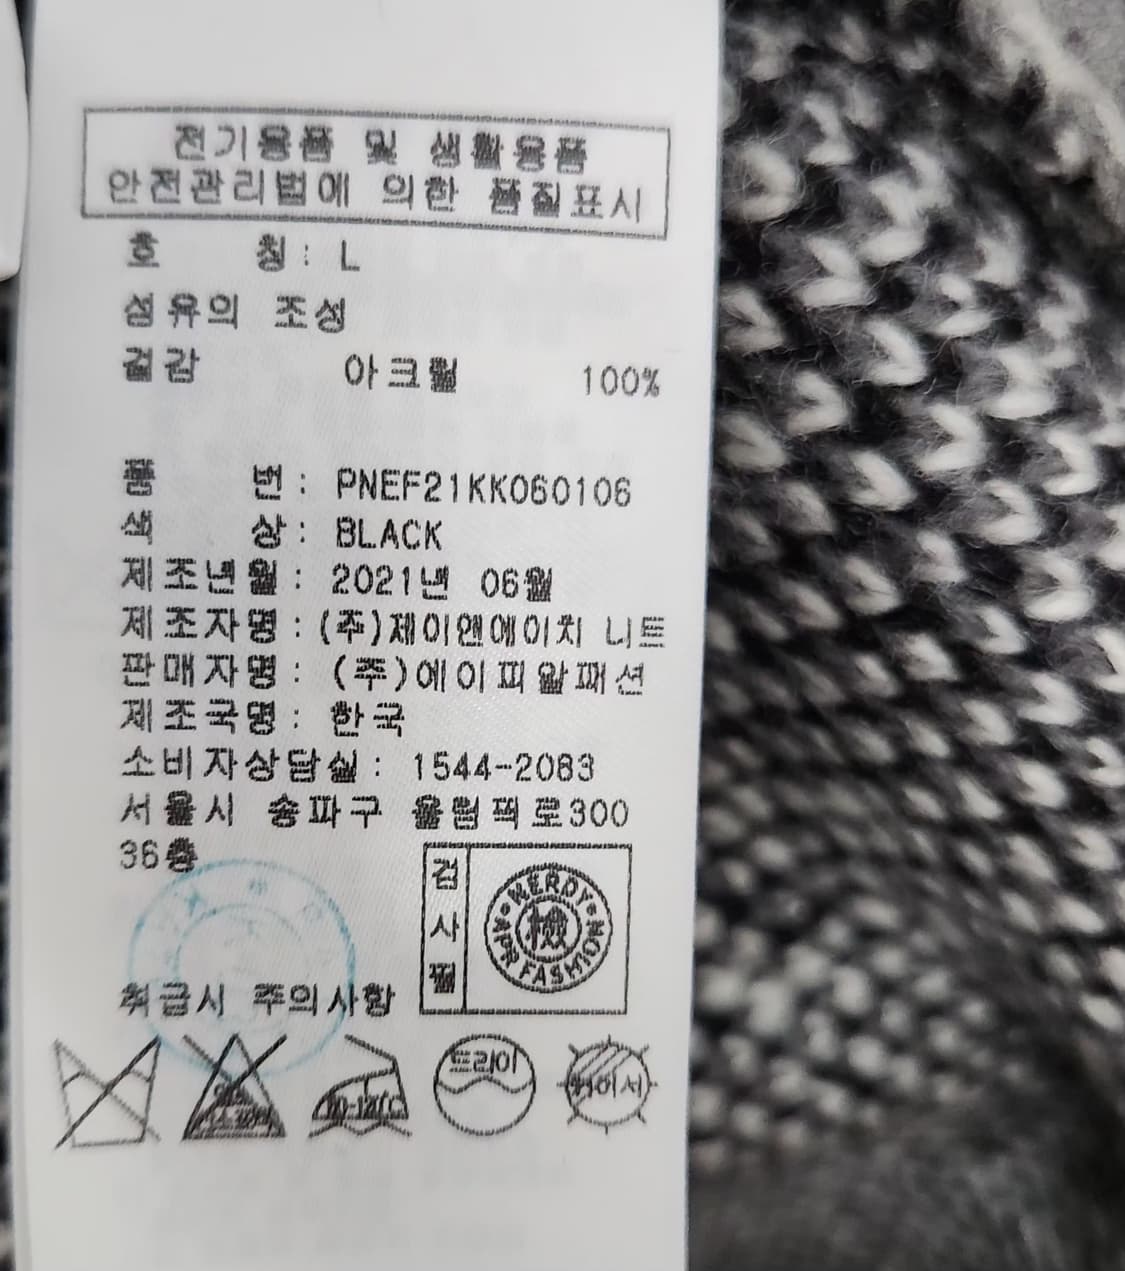 전기용품 및 생활용품
안전관리법에 의한 품질표시
호 칭: L
섬유의 조성
겉감 아크릴 100%
품 번: PNEF21KK060106
색 상: BLACK
제조년월: 2021년 06월
제조자명: (주)제이앤에이치 니트
판매자명: (주)에이피알패션
제조국명: 한국
소비자상담실: 1544-2083
서울시 송파구 올림픽로300
36층
검사필
NERDY
檢
APR FASHION
취급시 주의사항
드라이
뉘어서